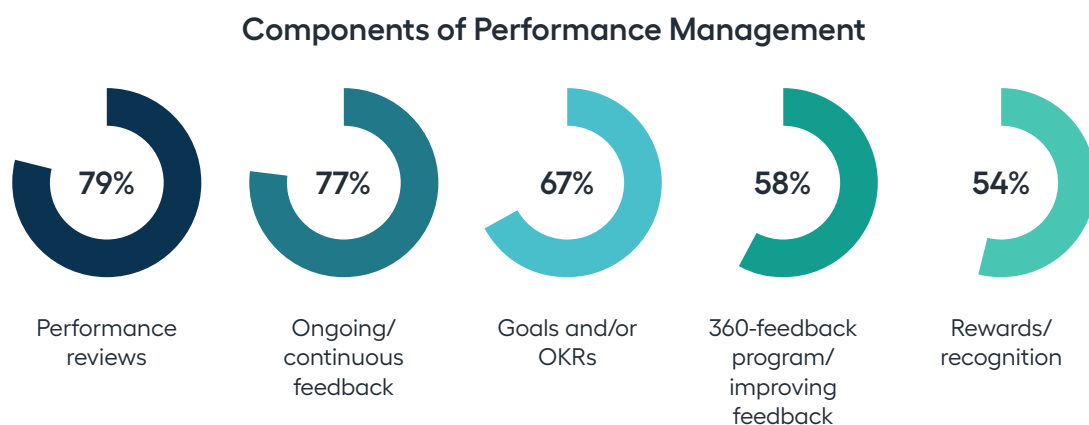 Components of Performance Management
79%
77%
67%
58%
54%
Performance
reviews
Ongoing/
continuous
feedback
Goals and/or
OKRs
360-feedback
program/
improving
feedback
Rewards/
recognition